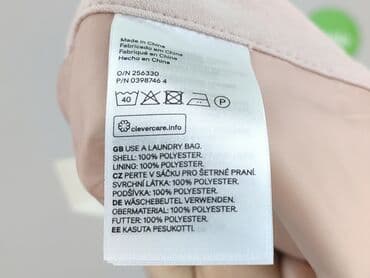 Made in China
Fabricado em China
Fabriqué en China
Hecho en China
O/N 256330
P/N 0398746 4
40
P
clevercare.info
GB USE A LAUNDRY BAG.
SHELL: 100% POLYESTER.
LINING: 100% POLYESTER.
CZ PERTE V SÁČKU PRO ŠETRNÉ PRANÍ.
SVRCHNÍ LÁTKA: 100% POLYESTER.
PODŠÍVKA: 100% POLYESTER.
DE WÄSCHEBEUTEL VERWENDEN.
OBERMATERIAL: 100% POLYESTER.
FUTTER: 100% POLYESTER.
EE KASUTA PESUKOTTI.